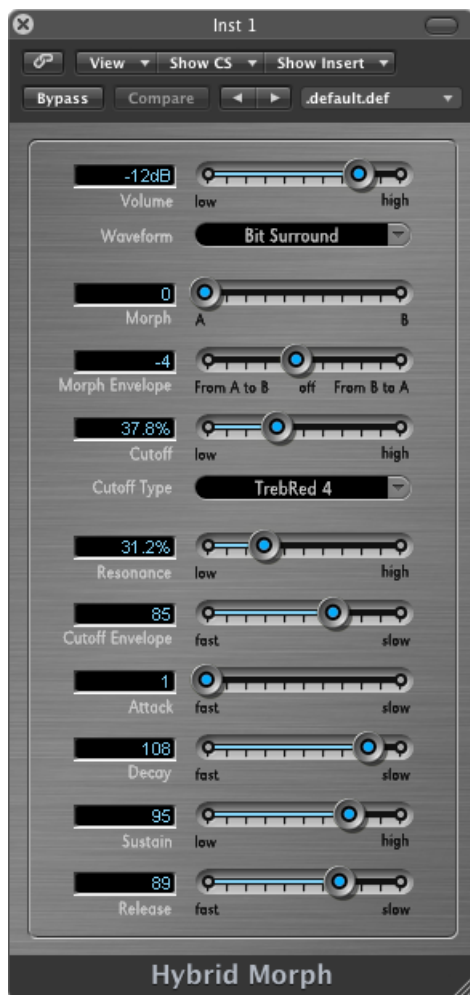 Inst 1
View Show CS Show Insert
Bypass Compare .default.def
-12dB
Volume low high
Waveform Bit Surround
0
Morph A B
-4
Morph Envelope From A to B off From B to A
37.8%
Cutoff low high
Cutoff Type TrebRed 4
31.2%
Resonance low high
85
Cutoff Envelope fast slow
1
Attack fast slow
108
Decay fast slow
95
Sustain low high
89
Release fast slow
Hybrid Morph